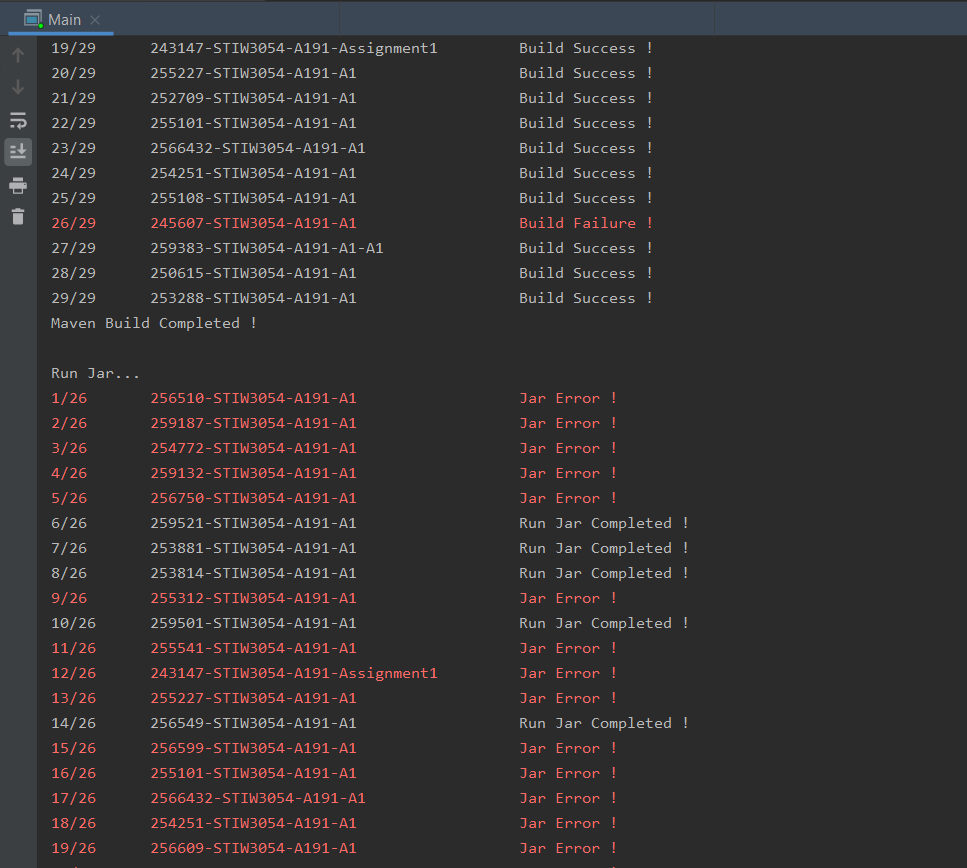 Main
19/29 243147-STIW3054-A191-Assignment1 Build Success !
20/29 255227-STIW3054-A191-A1 Build Success !
21/29 252709-STIW3054-A191-A1 Build Success !
22/29 255101-STIW3054-A191-A1 Build Success !
23/29 2566432-STIW3054-A191-A1 Build Success !
24/29 254251-STIW3054-A191-A1 Build Success !
25/29 255108-STIW3054-A191-A1 Build Success !
26/29 245607-STIW3054-A191-A1 Build Failure !
27/29 259383-STIW3054-A191-A1-A1 Build Success !
28/29 250615-STIW3054-A191-A1 Build Success !
29/29 253288-STIW3054-A191-A1 Build Success !
Maven Build Completed !
Run Jar...
1/26 256510-STIW3054-A191-A1 Jar Error !
2/26 259187-STIW3054-A191-A1 Jar Error !
3/26 254772-STIW3054-A191-A1 Jar Error !
4/26 259132-STIW3054-A191-A1 Jar Error !
5/26 256750-STIW3054-A191-A1 Jar Error !
6/26 259521-STIW3054-A191-A1 Run Jar Completed !
7/26 253881-STIW3054-A191-A1 Run Jar Completed !
8/26 253814-STIW3054-A191-A1 Run Jar Completed !
9/26 255312-STIW3054-A191-A1 Jar Error !
10/26 259501-STIW3054-A191-A1 Run Jar Completed !
11/26 255541-STIW3054-A191-A1 Jar Error !
12/26 243147-STIW3054-A191-Assignment1 Jar Error !
13/26 255227-STIW3054-A191-A1 Jar Error !
14/26 256549-STIW3054-A191-A1 Run Jar Completed !
15/26 256599-STIW3054-A191-A1 Jar Error !
16/26 255101-STIW3054-A191-A1 Jar Error !
17/26 2566432-STIW3054-A191-A1 Jar Error !
18/26 254251-STIW3054-A191-A1 Jar Error !
19/26 256609-STIW3054-A191-A1 Jar Error !